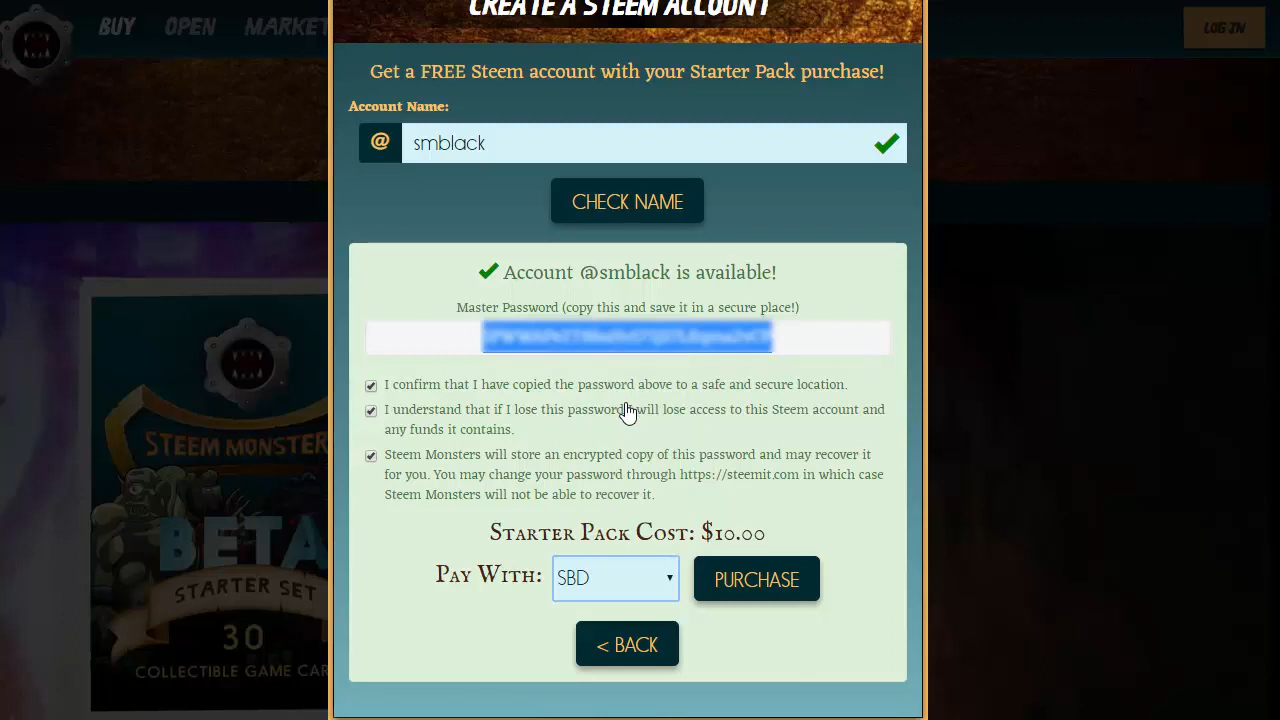 CREATE A STEEM ACCOUNT
BUY OPEN MARKET
LOG IN
Get a FREE Steem account with your Starter Pack purchase!
Account Name:
@ smblack
CHECK NAME
Account @smblack is available!
Master Password (copy this and save it in a secure place!)
I confirm that I have copied the password above to a safe and secure location.
I understand that if I lose this password I will lose access to this Steem account and
any funds it contains.
Steem Monsters will store an encrypted copy of this password and may recover it
for you. You may change your password through https://steemit.com in which case
Steem Monsters will not be able to recover it.
Starter Pack Cost: $10.00
Pay With: SBD PURCHASE
< BACK
STEEM MONSTER
BETA
STARTER SET
30
COLLECTIBLE GAME CAR